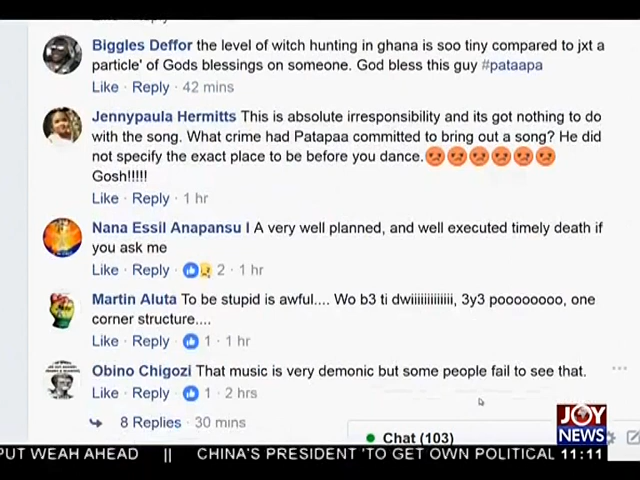 Biggles Deffor the level of witch hunting in ghana is soo tiny compared to jxt a
particle' of Gods blessings on someone. God bless this guy #pataapa
Like · Reply · 42 mins
Jennypaula Hermitts This is absolute irresponsibility and its got nothing to do
with the song. What crime had Patapaa committed to bring out a song? He did
not specify the exact place to be before you dance.
Gosh!!!!!
Like · Reply · 1 hr
Nana Essil Anapansu I A very well planned, and well executed timely death if
you ask me
Like · Reply · 2 · 1 hr
Martin Aluta To be stupid is awful.... Wo b3 ti dwiiiiiiiiiiiii, 3y3 poooooooo, one
corner structure....
Like · Reply · 1 · 1 hr
Obino Chigozi That music is very demonic but some people fail to see that.
Like · Reply · 1 · 2 hrs
8 Replies · 30 mins
Chat (103)
JOY
NEWS
PUT WEAH AHEAD || CHINA'S PRESIDENT 'TO GET OWN POLITICAL 11:11